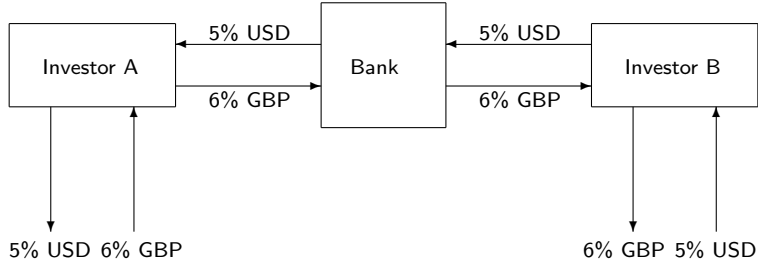 5% USD
5% USD
Investor A
Bank
Investor B
6% GBP
6% GBP
5% USD 6% GBP
6% GBP 5% USD